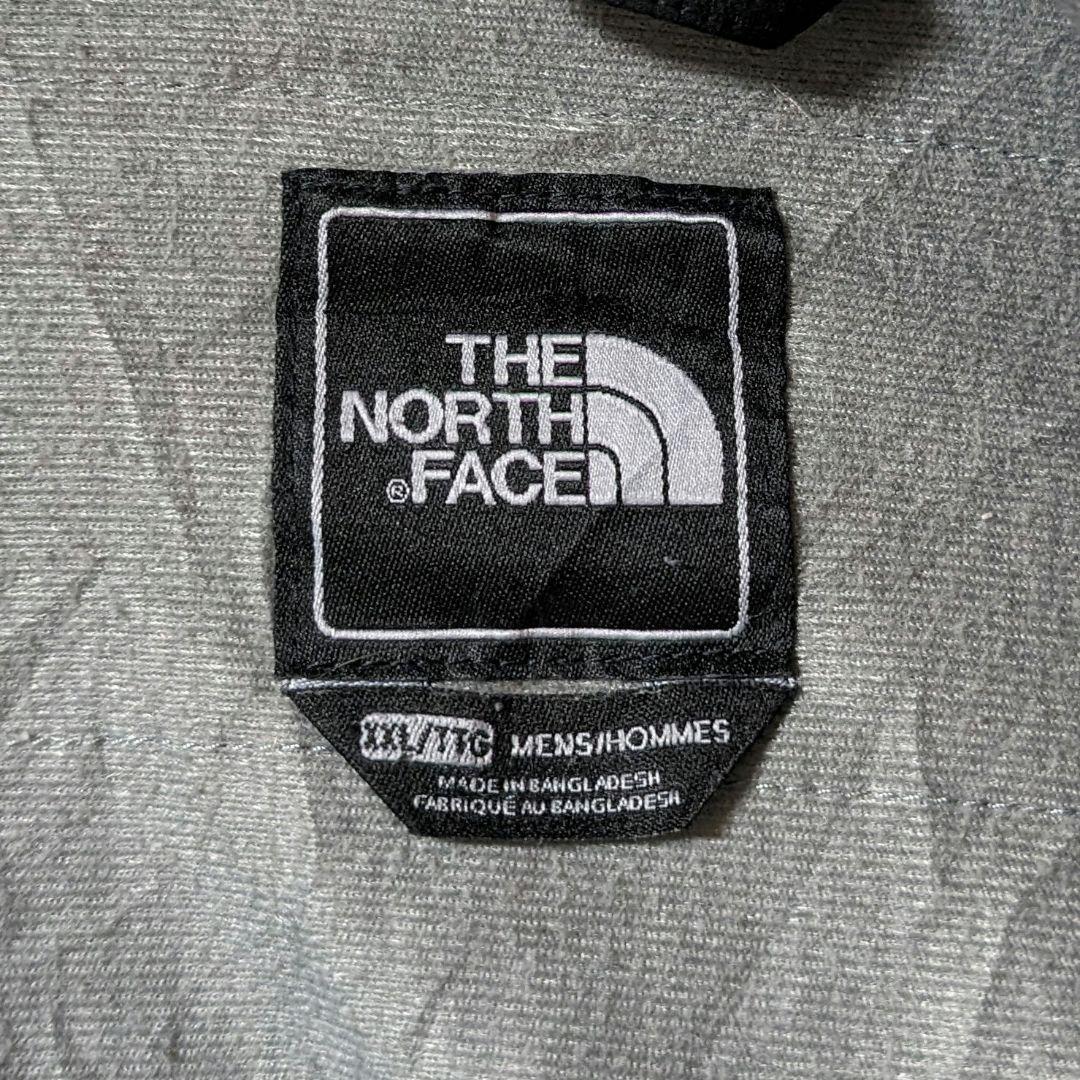 THE
NORTH
®FACE
XXL/TTG MENS/HOMMES
MADE IN BANGLADESH
FABRIQUÉ AU BANGLADESH